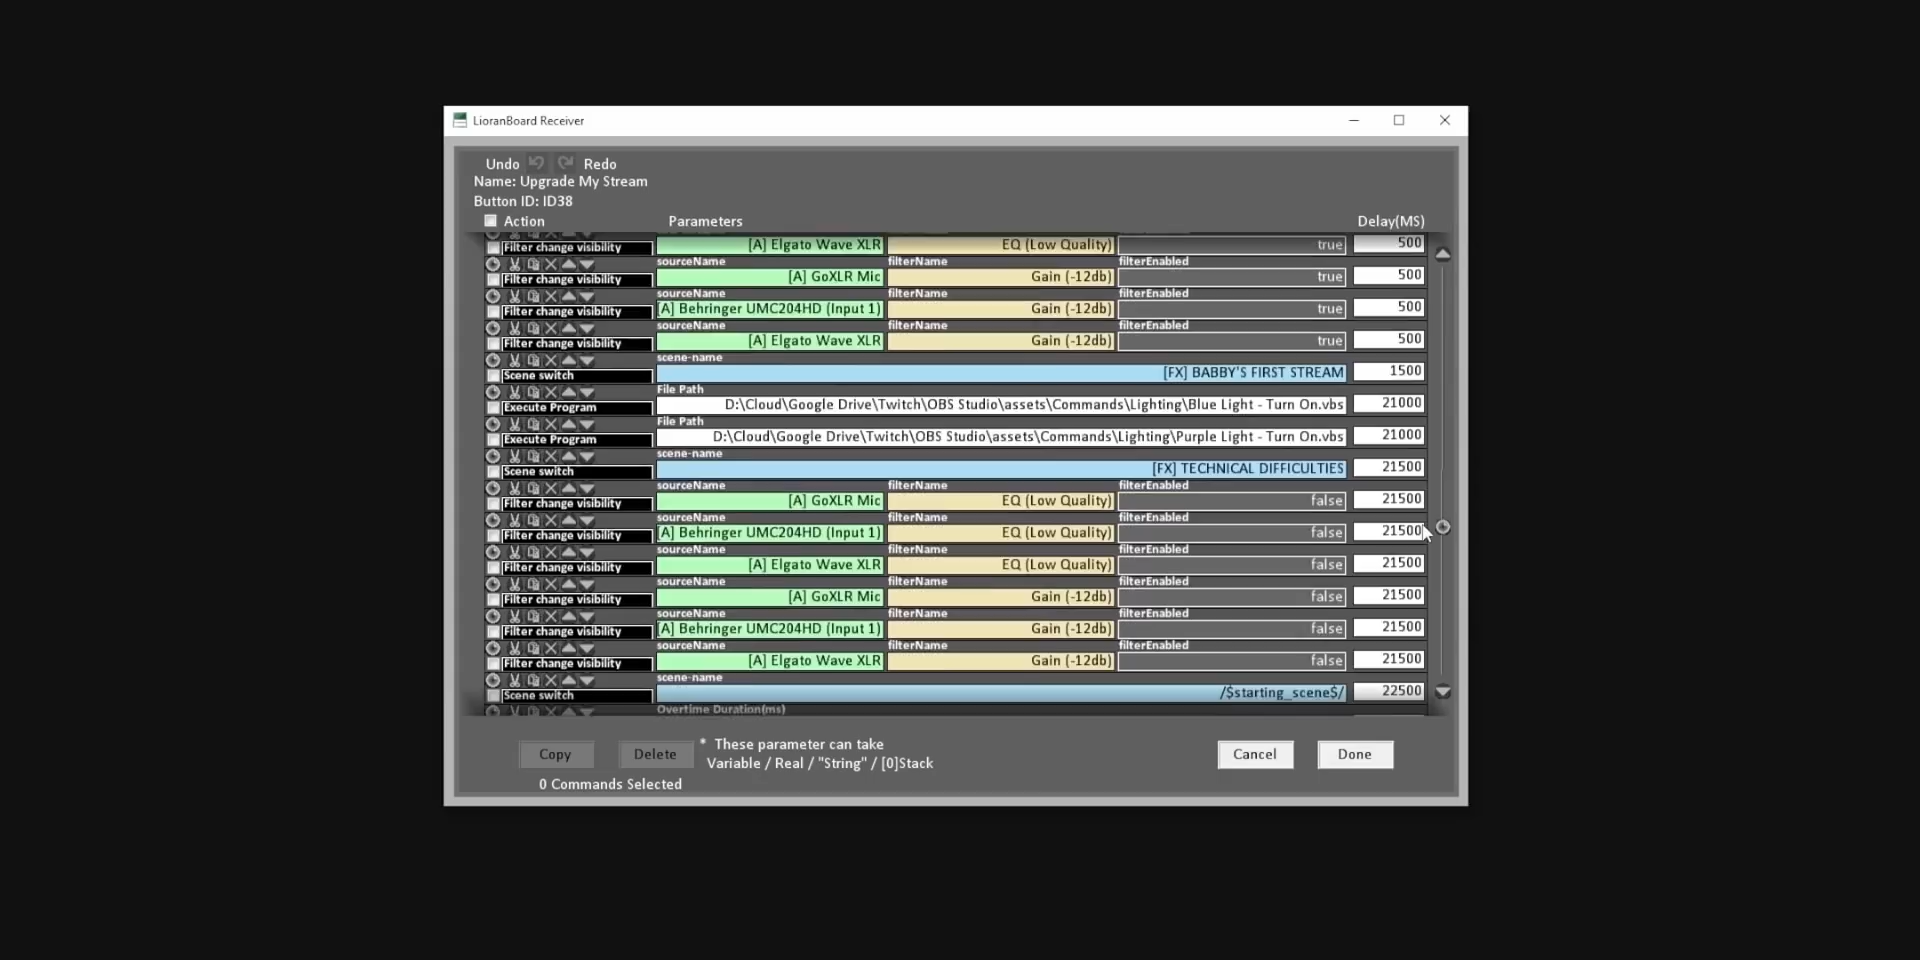 LioranBoard Receiver
Undo Redo
Name: Upgrade My Stream
Button ID: ID38
Action Parameters Delay(MS)
Filter change visibility [A] Elgato Wave XLR EQ (Low Quality) true 500
sourceName filterName filterEnabled
Filter change visibility [A] GoXLR Mic Gain (-12db) true 500
sourceName filterName filterEnabled
Filter change visibility [A] Behringer UMC204HD (Input 1) Gain (-12db) true 500
sourceName filterName filterEnabled
Filter change visibility [A] Elgato Wave XLR Gain (-12db) true 500
scene-name
Scene switch [FX] BABBY'S FIRST STREAM 1500
File Path
Execute Program D:\Cloud\Google Drive\Twitch\OBS Studio\assets\Commands\Lighting\Blue Light - Turn On.vbs 21000
File Path
Execute Program D:\Cloud\Google Drive\Twitch\OBS Studio\assets\Commands\Lighting\Purple Light - Turn On.vbs 21000
scene-name
Scene switch [FX] TECHNICAL DIFFICULTIES 21500
sourceName filterName filterEnabled
Filter change visibility [A] GoXLR Mic EQ (Low Quality) false 21500
sourceName filterName filterEnabled
Filter change visibility [A] Behringer UMC204HD (Input 1) EQ (Low Quality) false 21500
sourceName filterName filterEnabled
Filter change visibility [A] Elgato Wave XLR EQ (Low Quality) false 21500
sourceName filterName filterEnabled
Filter change visibility [A] GoXLR Mic Gain (-12db) false 21500
sourceName filterName filterEnabled
Filter change visibility [A] Behringer UMC204HD (Input 1) Gain (-12db) false 21500
sourceName filterName filterEnabled
Filter change visibility [A] Elgato Wave XLR Gain (-12db) false 21500
scene-name
Scene switch /$starting_scene$/ 22500
Overtime Duration(ms)
Copy Delete * These parameter can take Cancel Done
Variable / Real / "String" / [0]Stack
0 Commands Selected